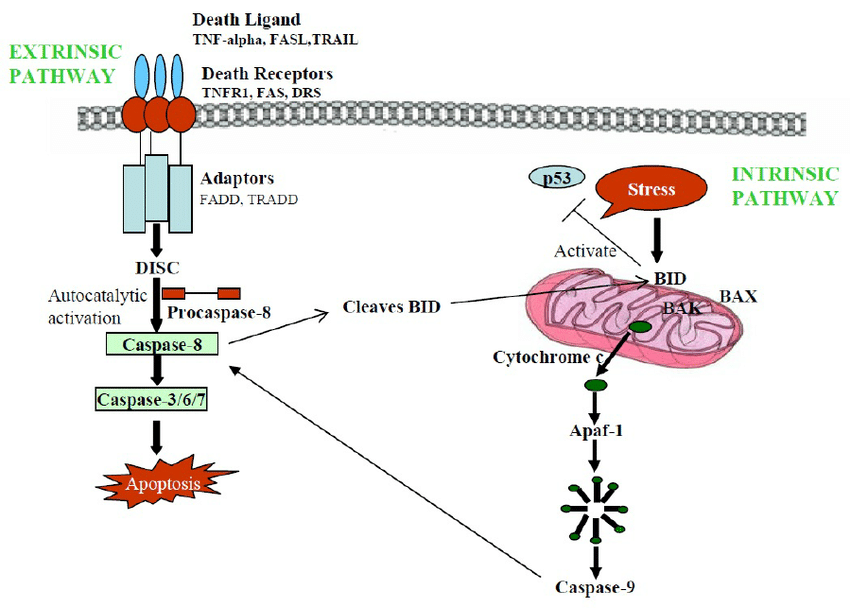 Death Ligand
TNF-alpha, FASL,TRAIL
EXTRINSIC
PATHWAY
Death Receptors
TNFR1, FAS, DRS
Adaptors
FADD, TRADD
DISC
Autocatalytic
activation
Procaspase-8
Caspase-8
Caspase-3/6/7
Apoptosis
Cleaves BID
p53
Stress
INTRINSIC
PATHWAY
Activate
BID
BAX
BAK
Cytochrome c
Apaf-1
Caspase-9